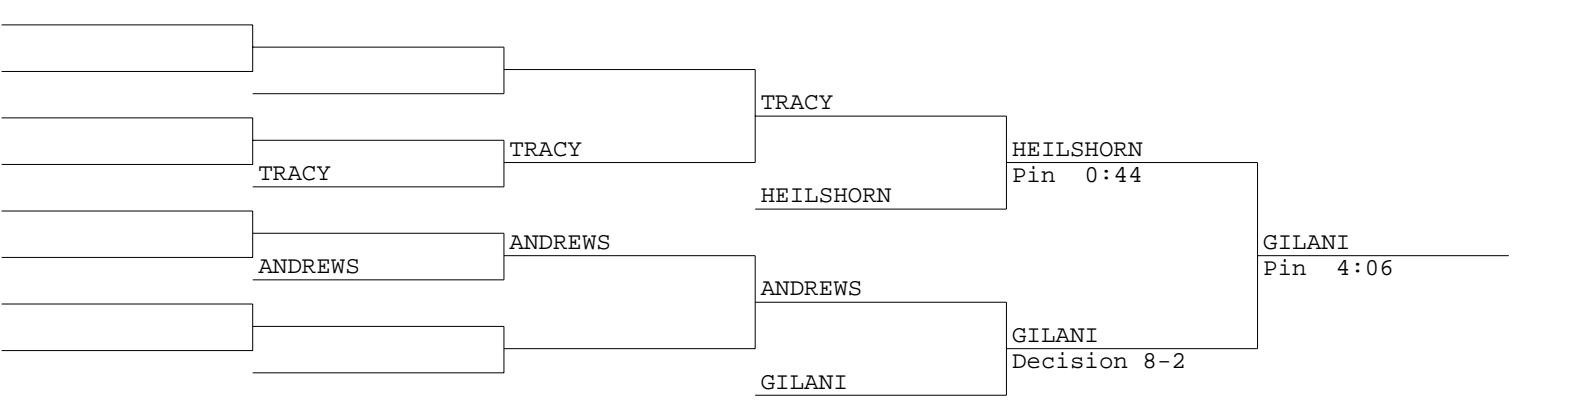 TRACY
TRACY
HEILSHORN
TRACY
Pin  0:44
HEILSHORN
ANDREWS
GILANI
ANDREWS
Pin  4:06
ANDREWS
GILANI
Decision 8-2
GILANI